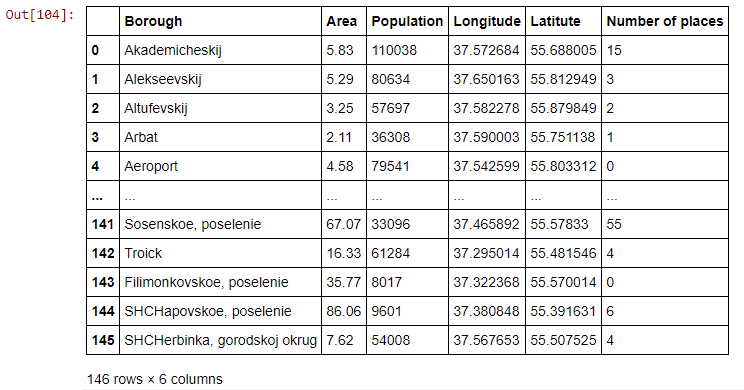 Out[104]:
Borough Area Population Longitude Latitute Number of places
0 Akademicheskij 5.83 110038 37.572684 55.688005 15
1 Alekseevskij 5.29 80634 37.650163 55.812949 3
2 Altufevskij 3.25 57697 37.582278 55.879849 2
3 Arbat 2.11 36308 37.590003 55.751138 1
4 Aeroport 4.58 79541 37.542599 55.803312 0
... ... ... ... ... ... ...
141 Sosenskoe, poselenie 67.07 33096 37.465892 55.57833 55
142 Troick 16.33 61284 37.295014 55.481546 4
143 Filimonkovskoe, poselenie 35.77 8017 37.322368 55.570014 0
144 SHCHapovskoe, poselenie 86.06 9601 37.380848 55.391631 6
145 SHCHerbinka, gorodskoj okrug 7.62 54008 37.567653 55.507525 4
146 rows × 6 columns